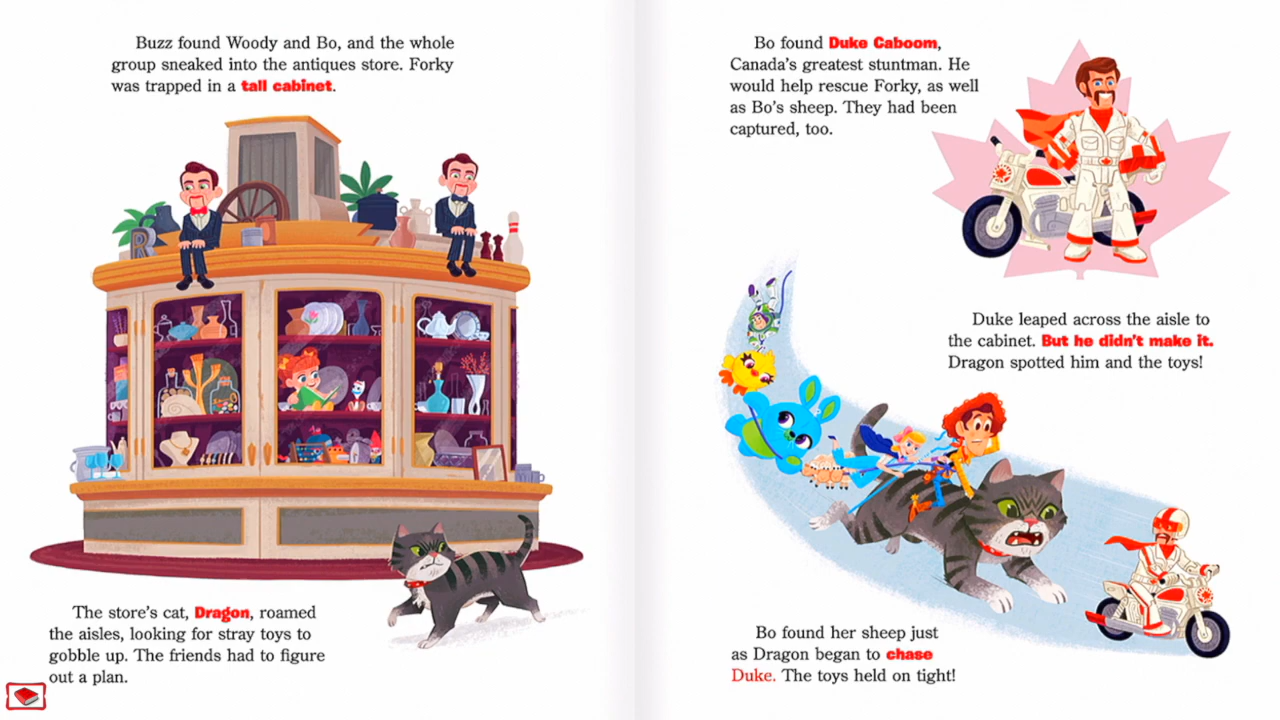 Buzz found Woody and Bo, and the whole
group sneaked into the antiques store. Forky
was trapped in a tall cabinet.
R
The store's cat, Dragon, roamed
the aisles, looking for stray toys to
gobble up. The friends had to figure
out a plan.
Bo found Duke Caboom,
Canada's greatest stuntman. He
would help rescue Forky, as well
as Bo's sheep. They had been
captured, too.
Duke leaped across the aisle to
the cabinet. But he didn't make it.
Dragon spotted him and the toys!
Bo found her sheep just
as Dragon began to chase
Duke. The toys held on tight!